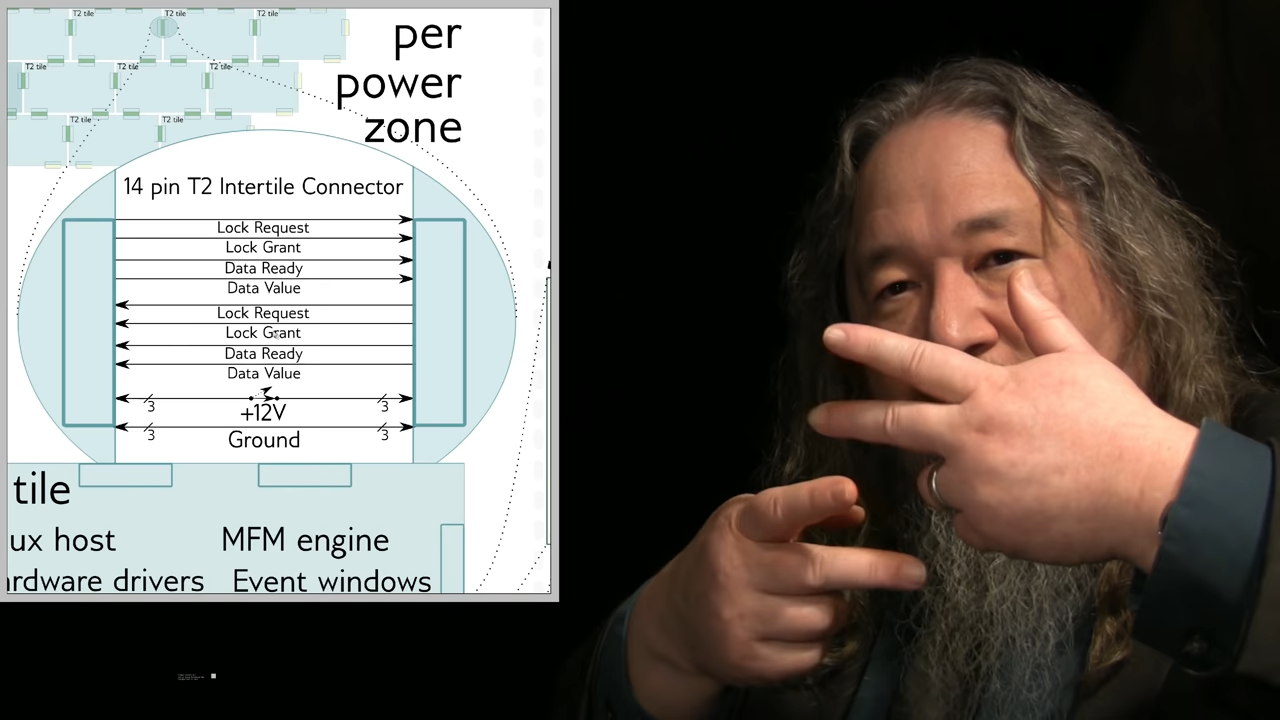 T2 tile
T2 tile
T2 tile
T2 tile
T2 tile
T2 tile
T2 tile
T2 tile
per
power
zone
14 pin T2 Intertile Connector
Lock Request
Lock Grant
Data Ready
Data Value
Lock Request
Lock Grant
Data Ready
Data Value
3 3
+12V
3 3
Ground
tile
ux host MFM engine
ardware drivers Event windows